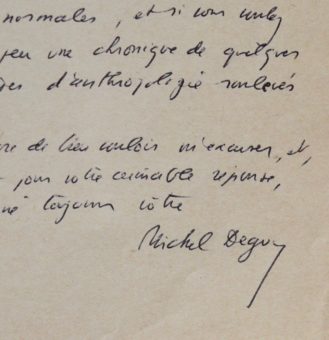 normales, et si vous voulez
peu une chronique de quelques
d'anthropologie soulevés
de bien vouloir m'excuser, et,
pour votre aimable réponse,
toujours vôtre
Michel Deguy